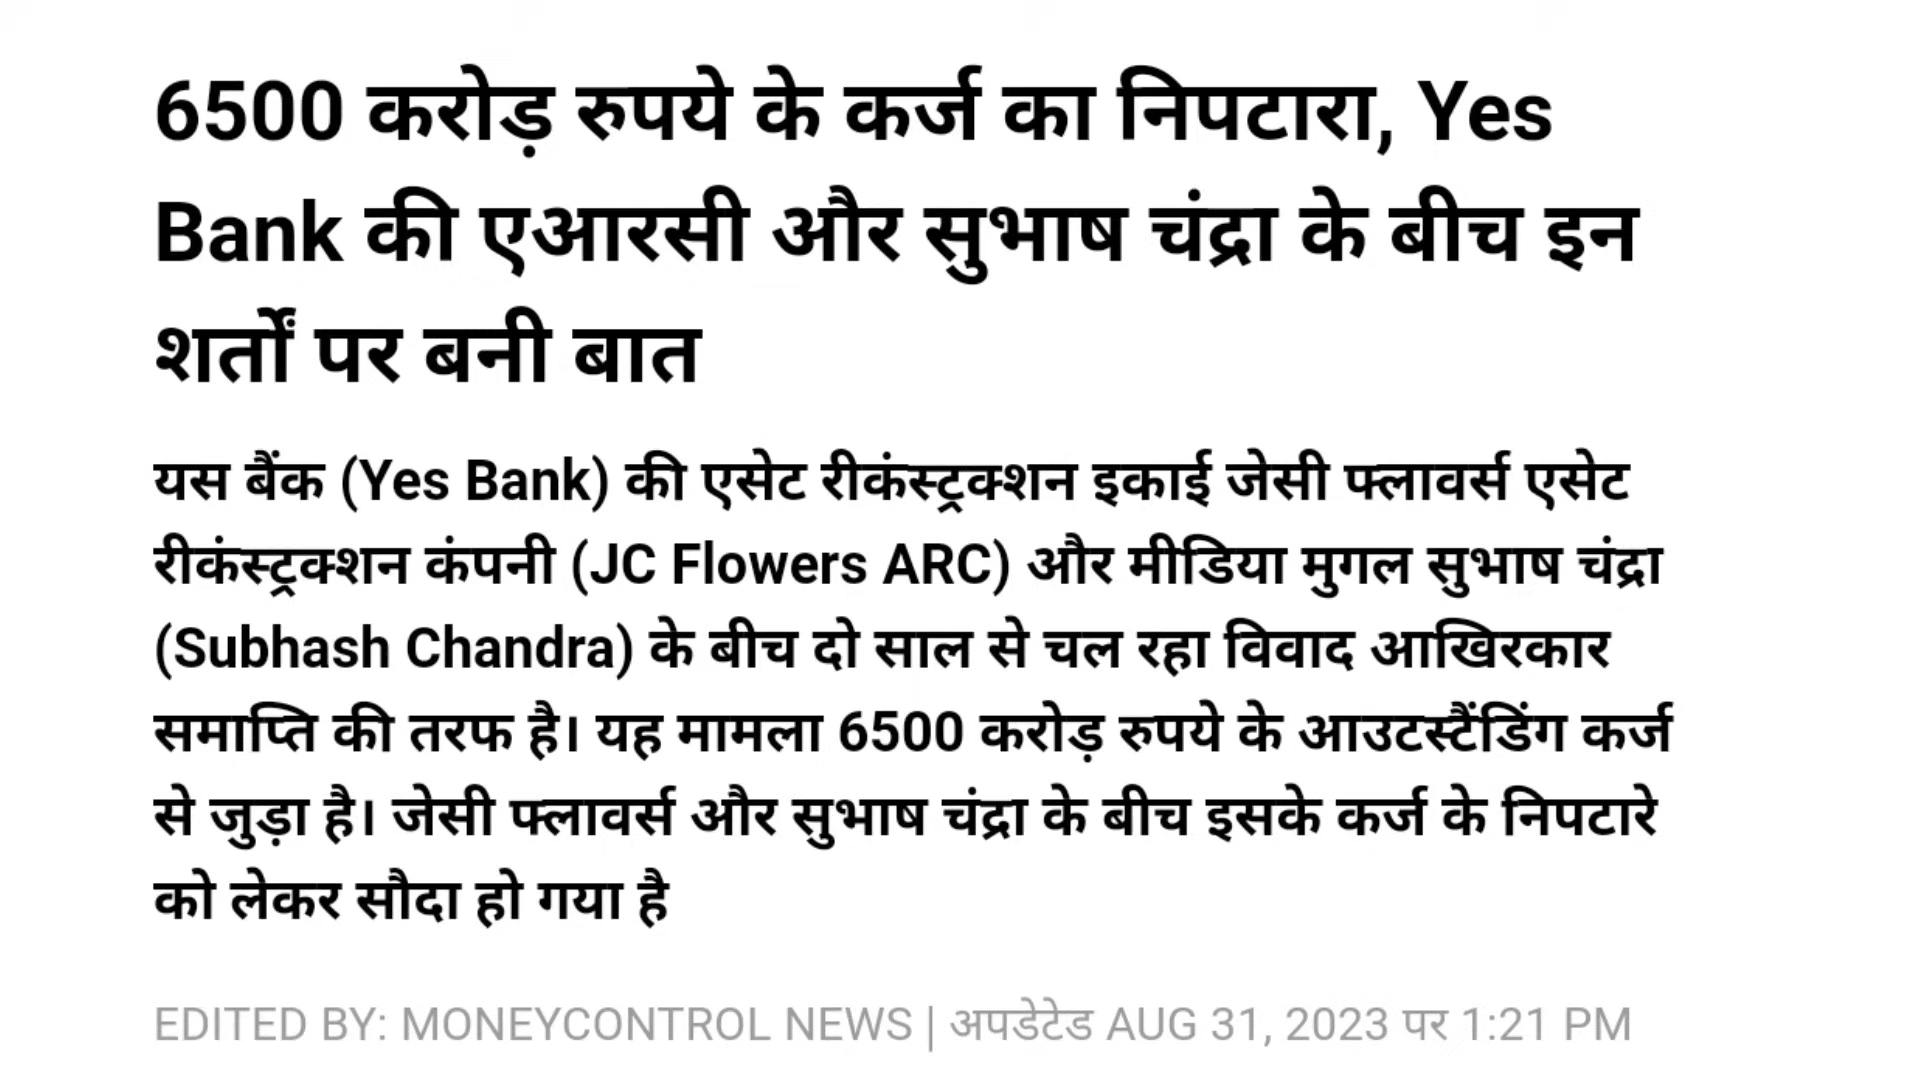 6500 करोड़ रुपये के कर्ज का निपटारा, Yes
Bank की एआरसी और सुभाष चंद्रा के बीच इन
शर्तों पर बनी बात
यस बैंक (Yes Bank) की एसेट रीकंस्ट्रक्शन इकाई जेसी फ्लावर्स एसेट
रीकंस्ट्रक्शन कंपनी (JC Flowers ARC) और मीडिया मुगल सुभाष चंद्रा
(Subhash Chandra) के बीच दो साल से चल रहा विवाद आखिरकार
समाप्ति की तरफ है। यह मामला 6500 करोड़ रुपये के आउटस्टैंडिंग कर्ज
से जुड़ा है। जेसी फ्लावर्स और सुभाष चंद्रा के बीच इसके कर्ज के निपटारे
को लेकर सौदा हो गया है
EDITED BY: MONEYCONTROL NEWS | अपडेटेड AUG 31, 2023 पर 1:21 PM